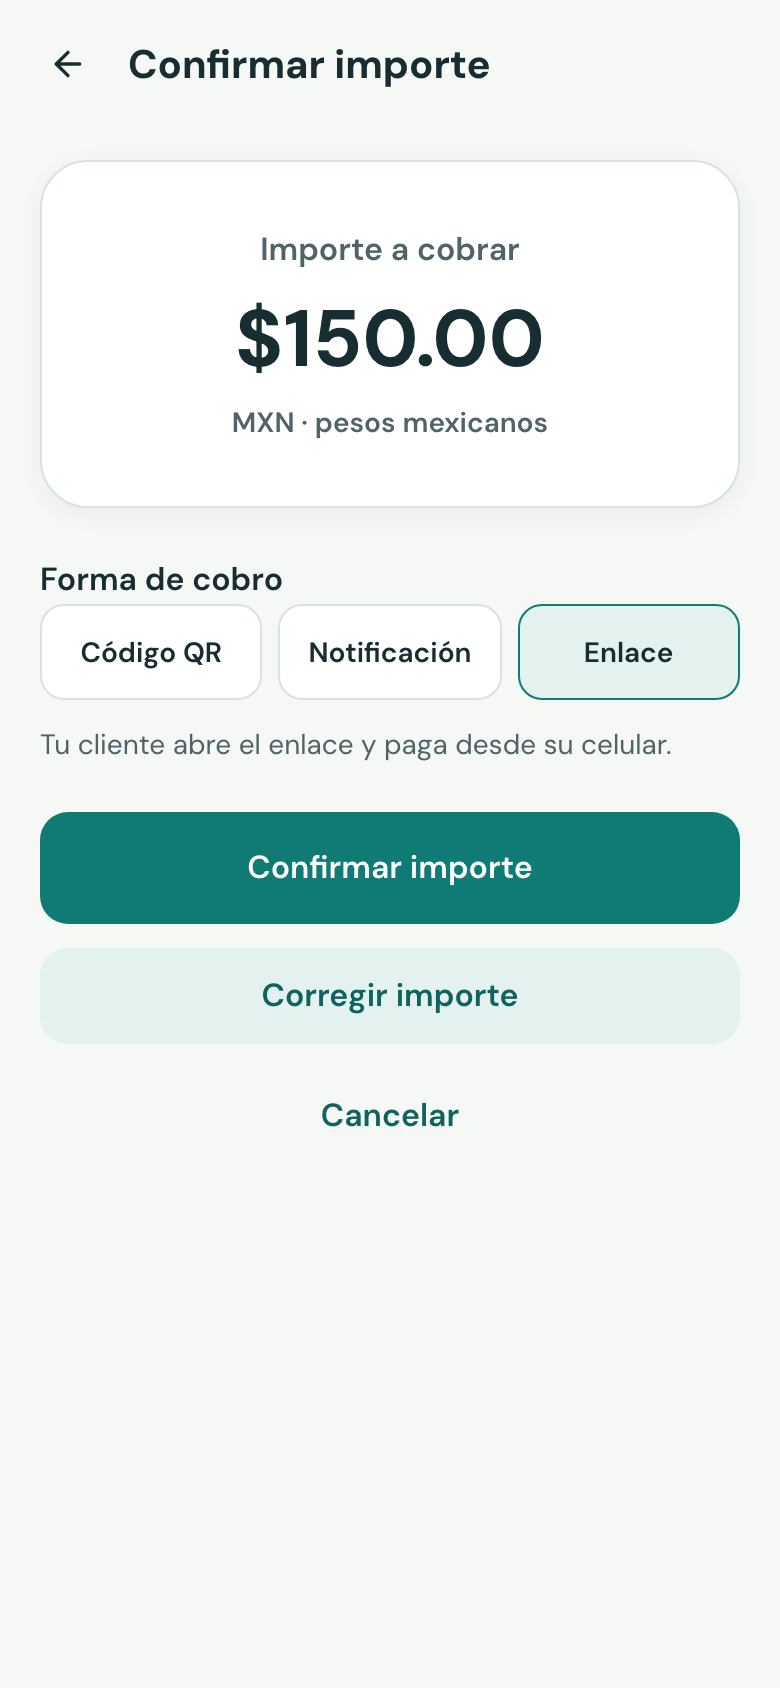 Confirmar importe
Importe a cobrar
$150.00
MXN · pesos mexicanos
Forma de cobro
Código QR
Notificación
Enlace
Tu cliente abre el enlace y paga desde su celular.
Confirmar importe
Corregir importe
Cancelar